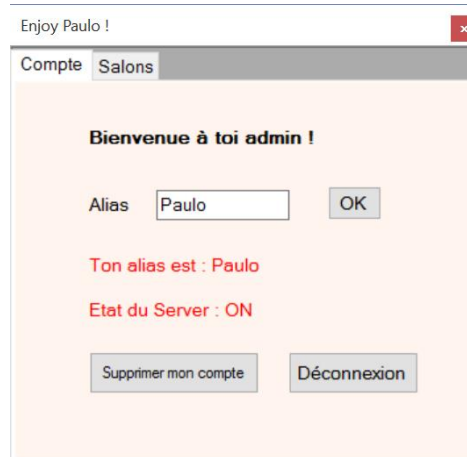 Enjoy Paulo !
Compte Salons
Bienvenue à toi admin !
Alias Paulo OK
Ton alias est : Paulo
Etat du Server : ON
Supprimer mon compte Déconnexion